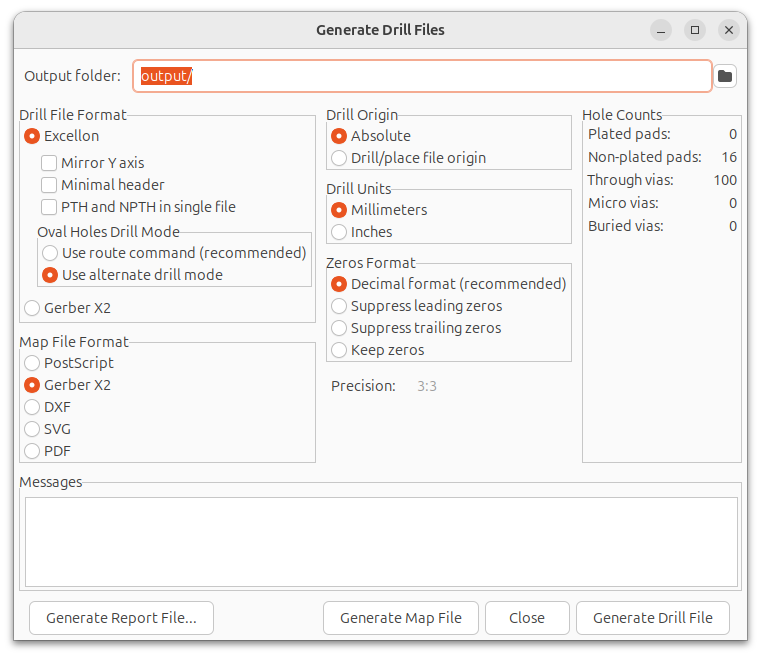 Generate Drill Files
Output folder: output/
Drill File Format
Excellon
Mirror Y axis
Minimal header
PTH and NPTH in single file
Oval Holes Drill Mode
Use route command (recommended)
Use alternate drill mode
Gerber X2
Map File Format
PostScript
Gerber X2
DXF
SVG
PDF
Drill Origin
Absolute
Drill/place file origin
Drill Units
Millimeters
Inches
Zeros Format
Decimal format (recommended)
Suppress leading zeros
Suppress trailing zeros
Keep zeros
Precision: 3:3
Hole Counts
Plated pads: 0
Non-plated pads: 16
Through vias: 100
Micro vias: 0
Buried vias: 0
Messages
Generate Report File... Generate Map File Close Generate Drill File